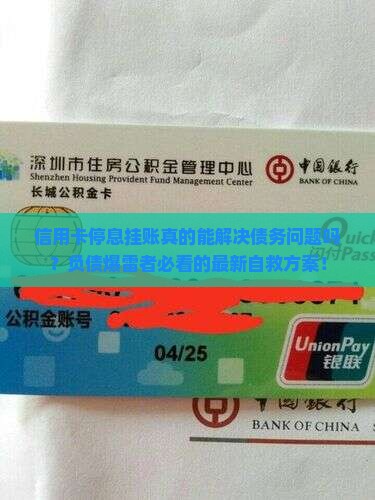 深圳市住房公积金管理中心
Shenzhen Housing Provident Fund Management Center
中国银行
BANK OF CHINA
长城公积金卡
信用卡停息挂账真的能解决债务问题吗
？负债爆雷者必看的最新自救方案！
Quick
公积金账号
04/25
UnionPay
银联
中国银行
BANK OF CHINA